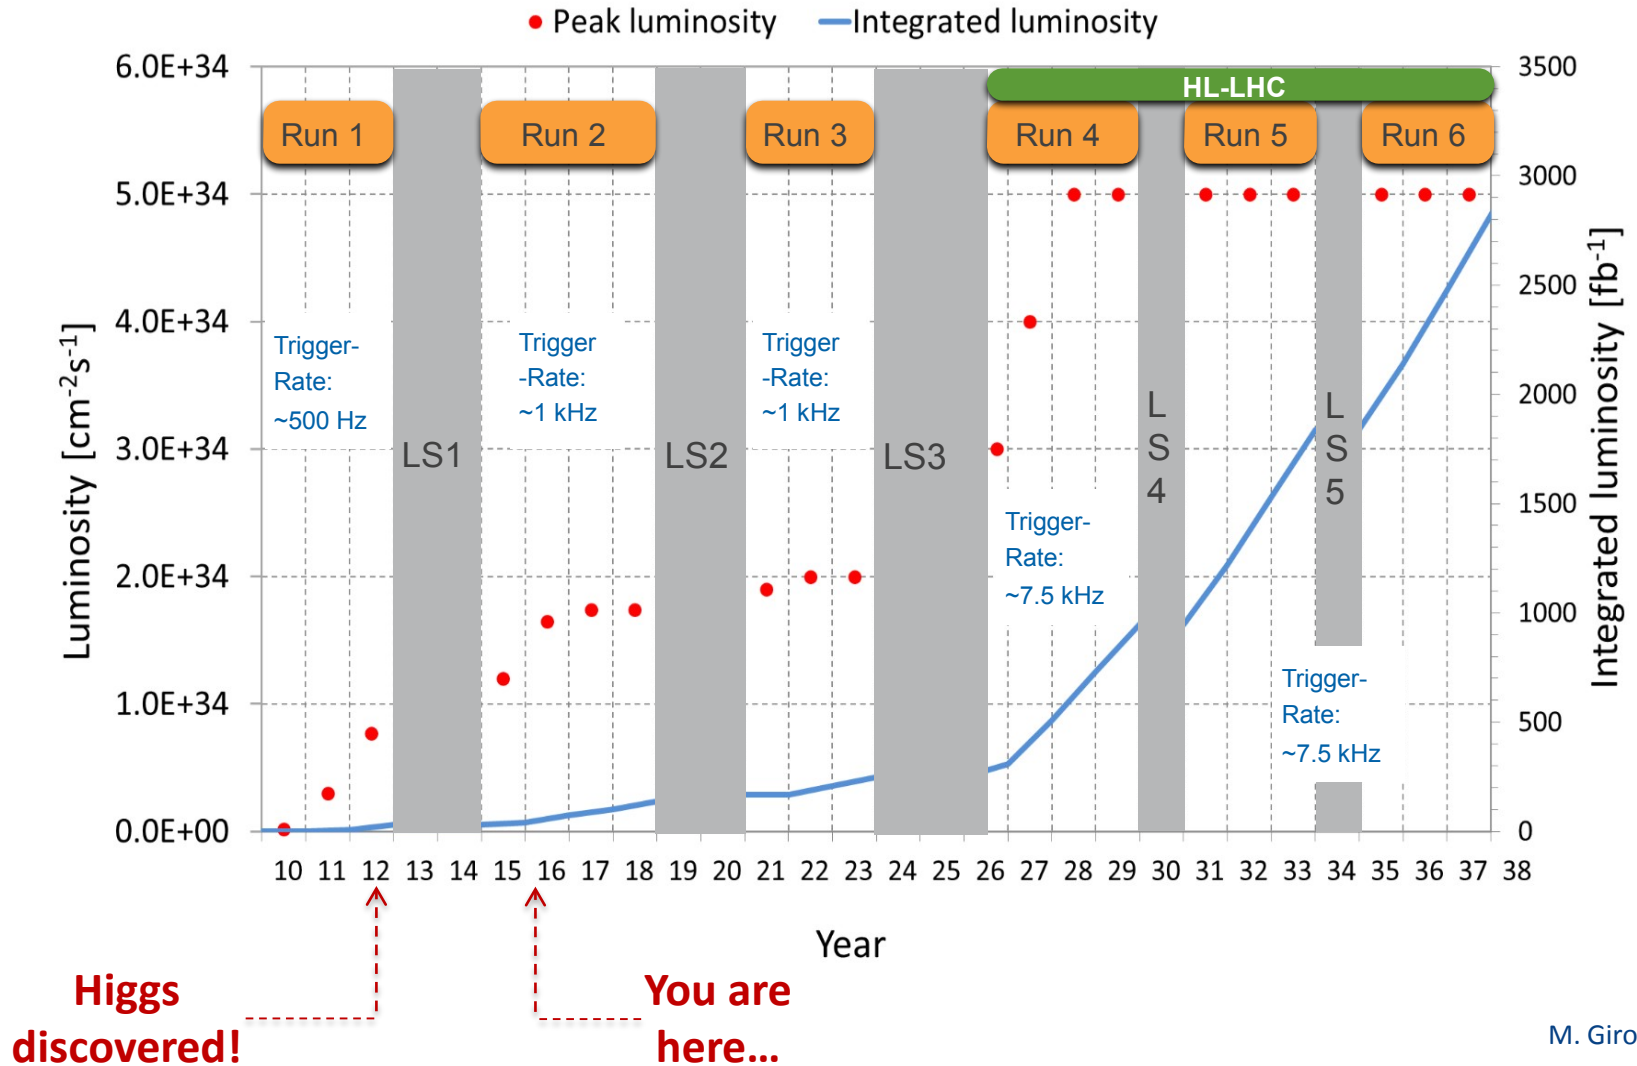 Peak luminosity Integrated luminosity
6.0E+34
5.0E+34
4.0E+34
3.0E+34
2.0E+34
1.0E+34
0.0E+00
Luminosity [cm-2s-1]
3500
3000
2500
2000
1500
1000
500
0
Integrated luminosity [fb-1]
HL-LHC
Run 1 Run 2 Run 3 Run 4 Run 5 Run 6
Trigger-
Rate:
~500 Hz
LS1
Trigger
-Rate:
~1 kHz
LS2
Trigger
-Rate:
~1 kHz
LS3
Trigger-
Rate:
~7.5 kHz
L
S
4
Trigger-
Rate:
~7.5 kHz
L
S
5
10 11 12 13 14 15 16 17 18 19 20 21 22 23 24 25 26 27 28 29 30 31 32 33 34 35 36 37 38
Year
Higgs
discovered!
You are
here...
M. Giro